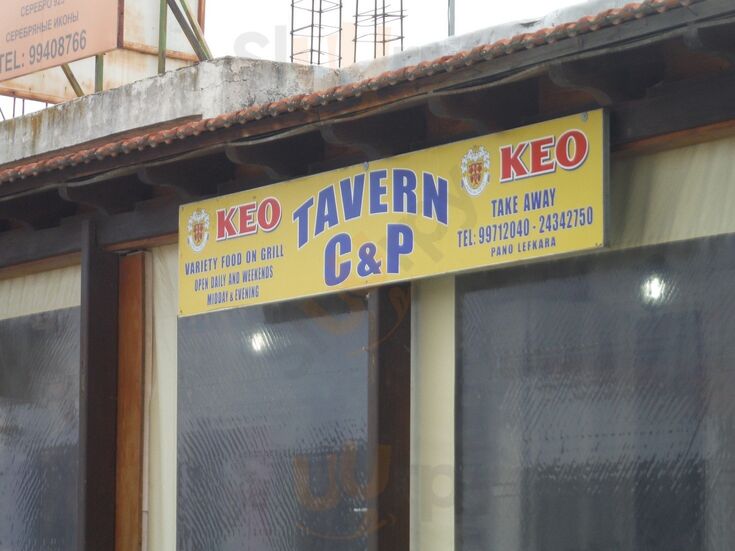 СЕРЕБРО 925
СЕРЕБРЯНЫЕ ИКОНЫ
TEL: 99408766
KEO
VARIETY FOOD ON GRILL
OPEN DAILY AND WEEKENDS
MIDDAY & EVENING
TAVERN
C&P
KEO
TAKE AWAY
TEL: 99712040 - 24342750
PANO LEFKARA